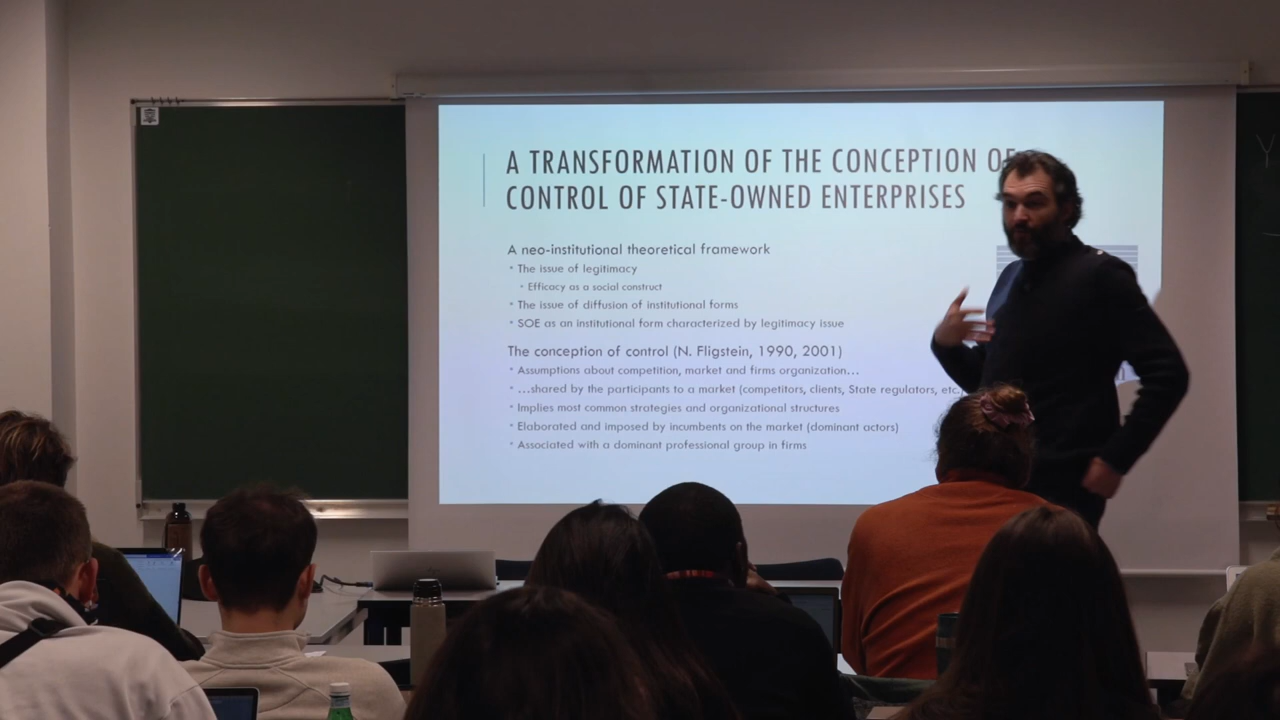 A TRANSFORMATION OF THE CONCEPTION OF
CONTROL OF STATE-OWNED ENTERPRISES
A neo-institutional theoretical framework
• The issue of legitimacy
• Efficacy as a social construct
• The issue of diffusion of institutional forms
• SOE as an institutional form characterized by legitimacy issue
The conception of control (N. Fligstein, 1990, 2001)
• Assumptions about competition, market and firms organization…
• …shared by the participants to a market (competitors, clients, State regulators, etc.
• Implies most common strategies and organizational structures
• Elaborated and imposed by incumbents on the market (dominant actors)
• Associated with a dominant professional group in firms